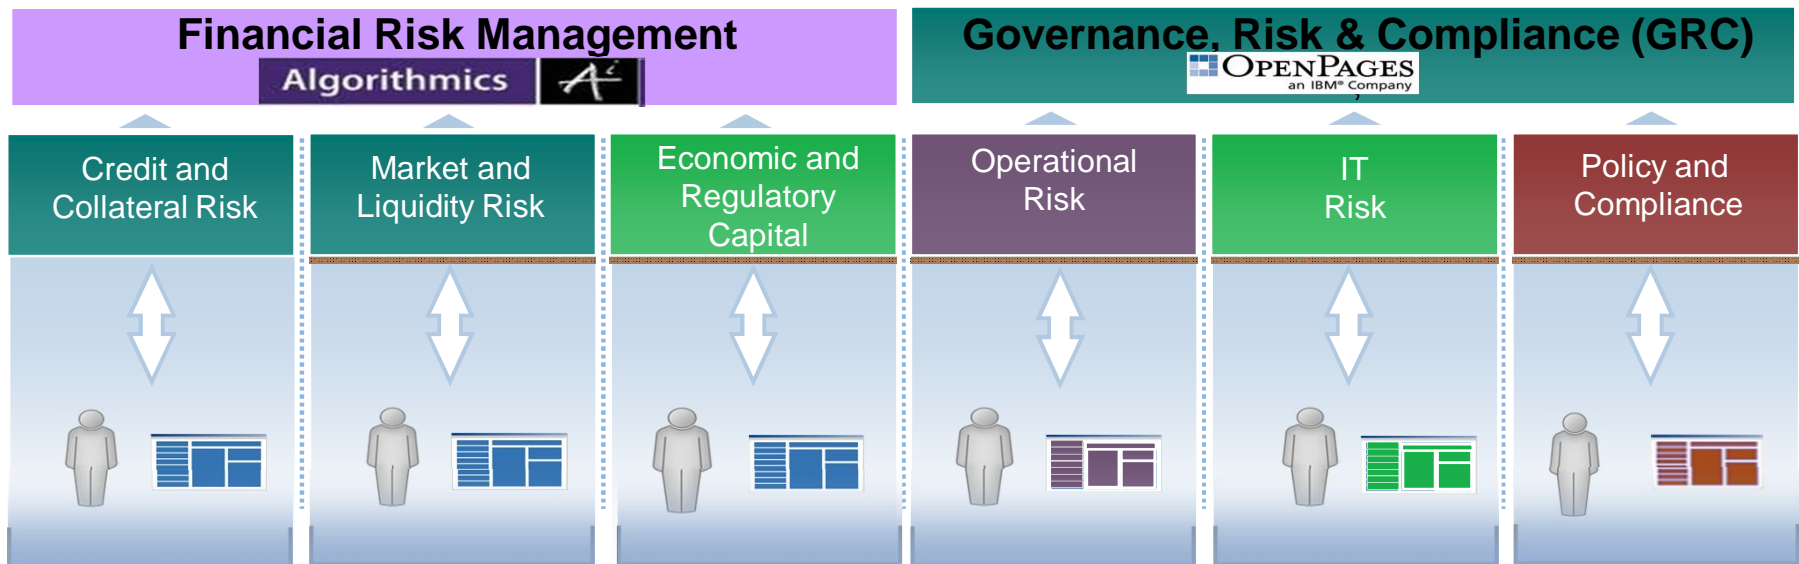 Financial Risk Management
Algorithmics Ai
Governance, Risk & Compliance (GRC)
OPENPAGES
an IBM® Company
Credit and
Collateral Risk
Market and
Liquidity Risk
Economic and
Regulatory
Capital
Operational
Risk
IT
Risk
Policy and
Compliance